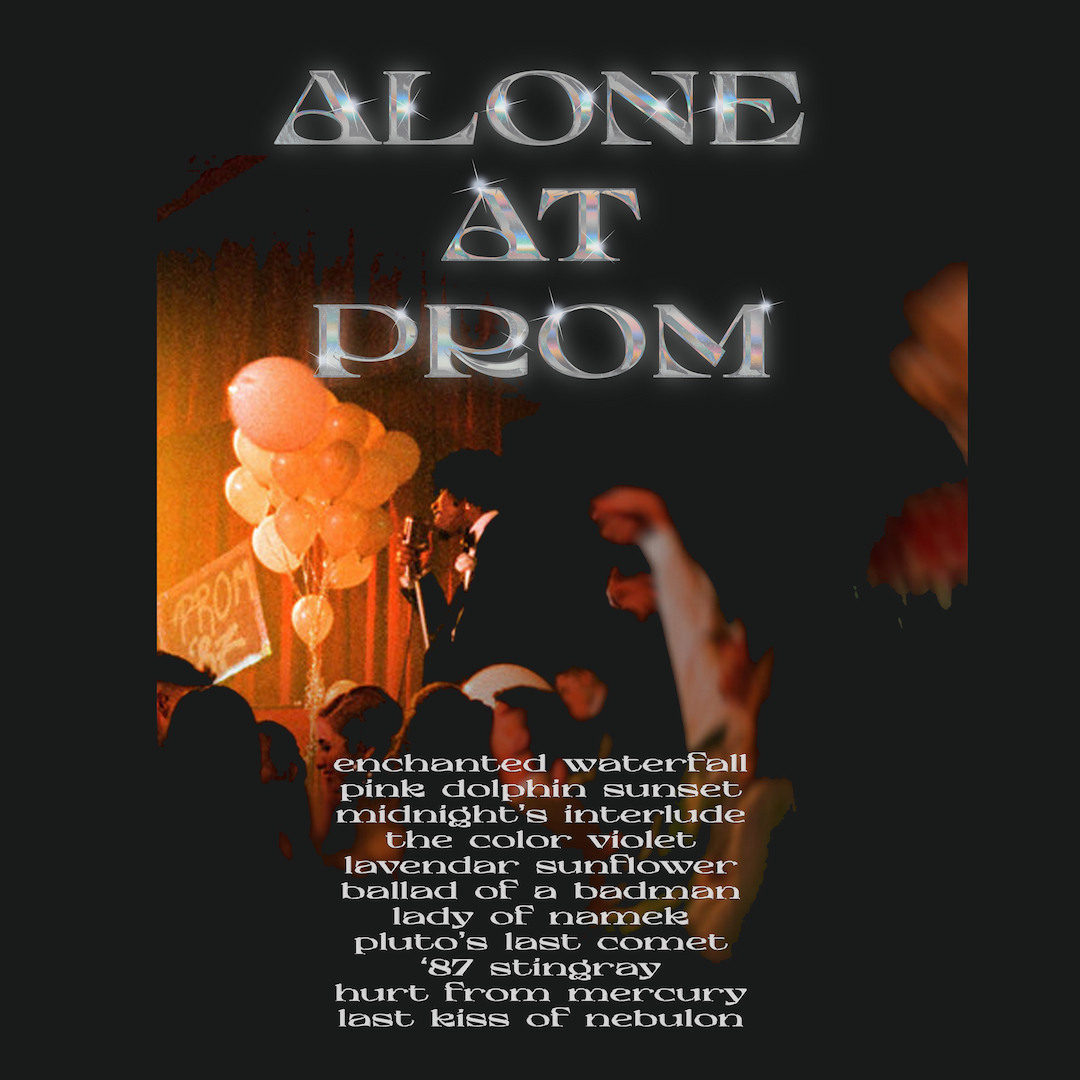 ALONE
AT
PROM
PROM
enchanted waterfall
pink dolphin sunset
midnight's interlude
the color violet
lavendar sunflower
ballad of a badman
lady of namek
pluto's last comet
‘87 stingray
hurt from mercury
last kiss of nebulon